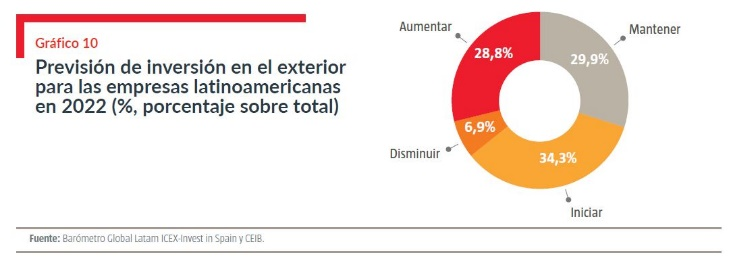 Gráfico 10
Previsión de inversión en el exterior
para las empresas latinoamericanas
en 2022 (%, porcentaje sobre total)
Aumentar
Mantener
28,8%
29,9%
6,9%
Disminuir
34,3%
Iniciar
Fuente: Barómetro Global Latam ICEX-Invest in Spain y CEIB.